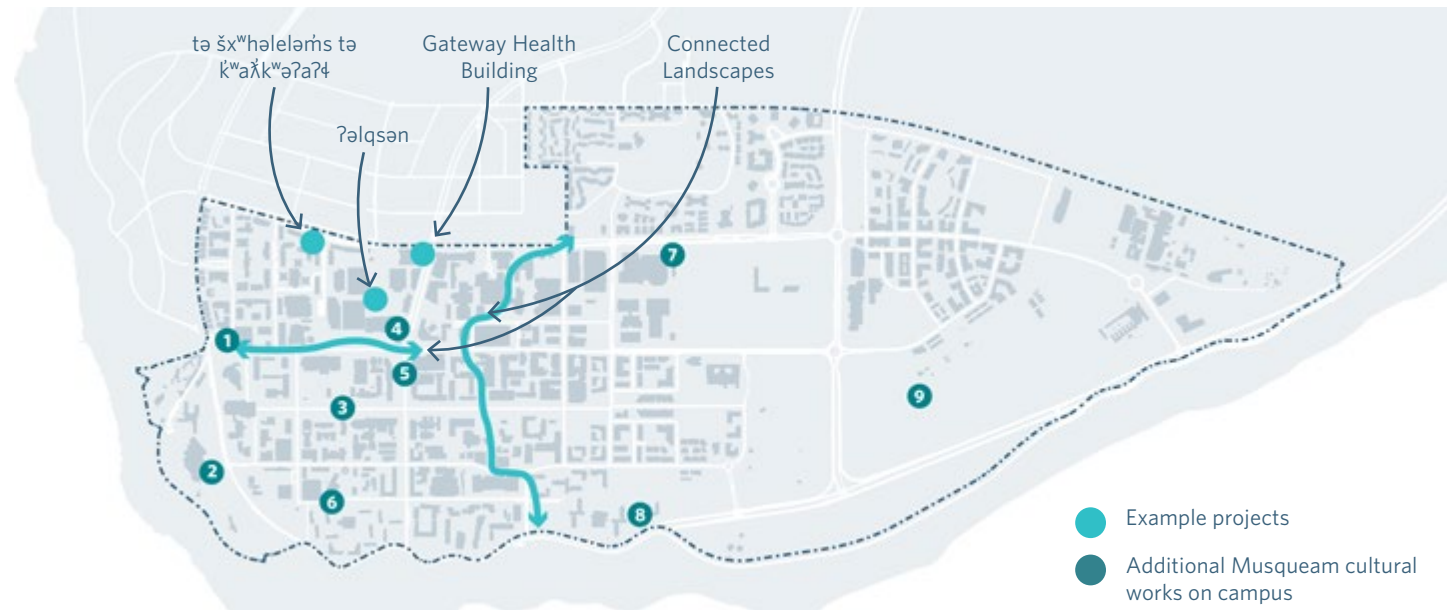 tə šxʷhəleləm̓s tə
k̓ʷaƛ̓kʷəʔaʔɬ
Gateway Health
Building
Connected
Landscapes
ʔəlqsən
7
4
1
5
3
9
2
6
8
Example projects
Additional Musqueam cultural
works on campus